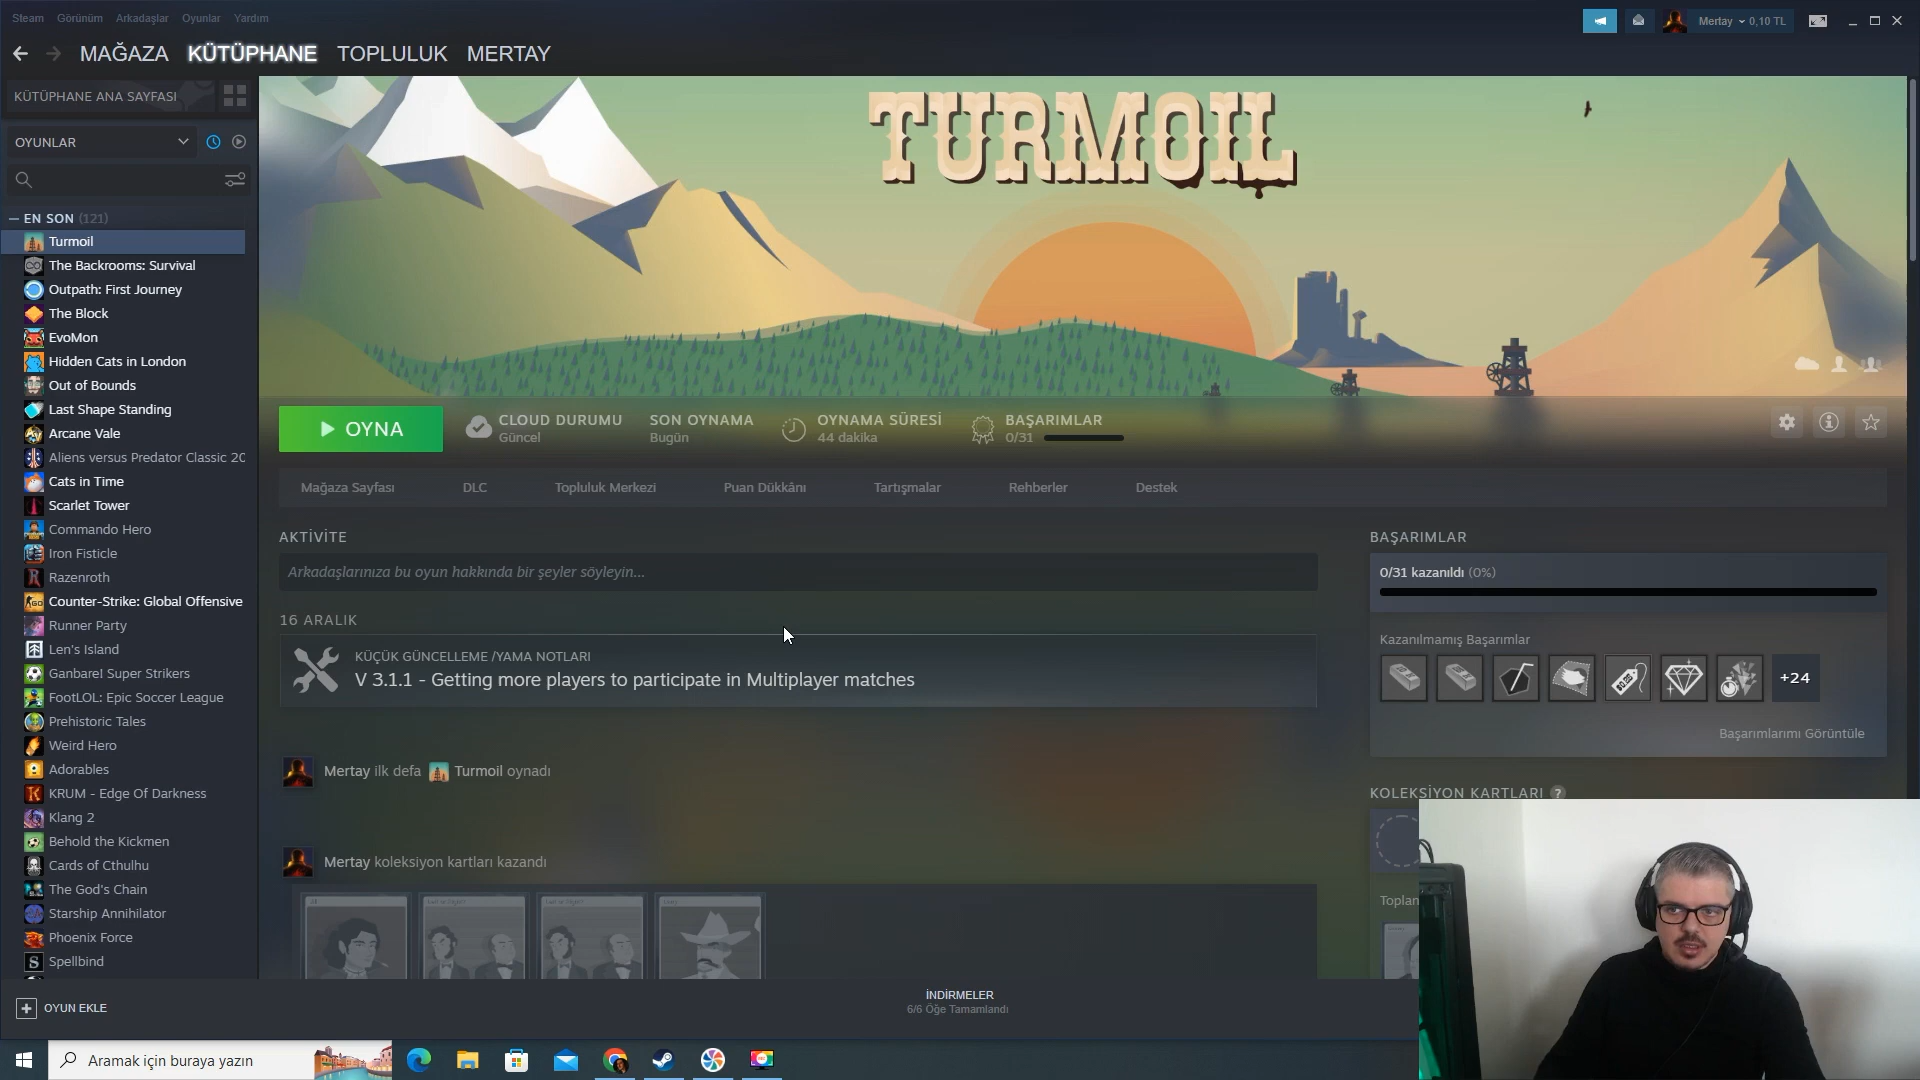 Steam Görünüm Arkadaşlar Oyunlar Yardım
Mertay 0,10 TL
MAĞAZA KÜTÜPHANE TOPLULUK MERTAY
KÜTÜPHANE ANA SAYFASI
OYUNLAR
EN SON (121)
Turmoil
The Backrooms: Survival
Outpath: First Journey
The Block
EvoMon
Hidden Cats in London
Out of Bounds
Last Shape Standing
Arcane Vale
Aliens versus Predator Classic 20
Cats in Time
Scarlet Tower
Commando Hero
Iron Fisticle
Razenroth
Counter-Strike: Global Offensive
Runner Party
Len's Island
Ganbare! Super Strikers
FootLOL: Epic Soccer League
Prehistoric Tales
Weird Hero
Adorables
KRUM - Edge Of Darkness
Klang 2
Behold the Kickmen
Cards of Cthulhu
The God's Chain
Starship Annihilator
Phoenix Force
Spellbind
OYUN EKLE
TURMOIL
OYNA
CLOUD DURUMU
Güncel
SON OYNAMA
Bugün
OYNAMA SÜRESİ
44 dakika
BAŞARIMLAR
0/31
Mağaza Sayfası DLC Topluluk Merkezi Puan Dükkânı Tartışmalar Rehberler Destek
AKTİVİTE
Arkadaşlarınıza bu oyun hakkında bir şeyler söyleyin...
16 ARALIK
KÜÇÜK GÜNCELLEME /YAMA NOTLARI
V 3.1.1 - Getting more players to participate in Multiplayer matches
Mertay ilk defa Turmoil oynadı
Mertay koleksiyon kartları kazandı
BAŞARIMLAR
0/31 kazanıldı (0%)
Kazanılmamış Başarımlar
+24
Başarımlarımı Görüntüle
KOLEKSİYON KARTLARI ?
İNDİRMELER
6/6 Öğe Tamamlandı
Aramak için buraya yazın